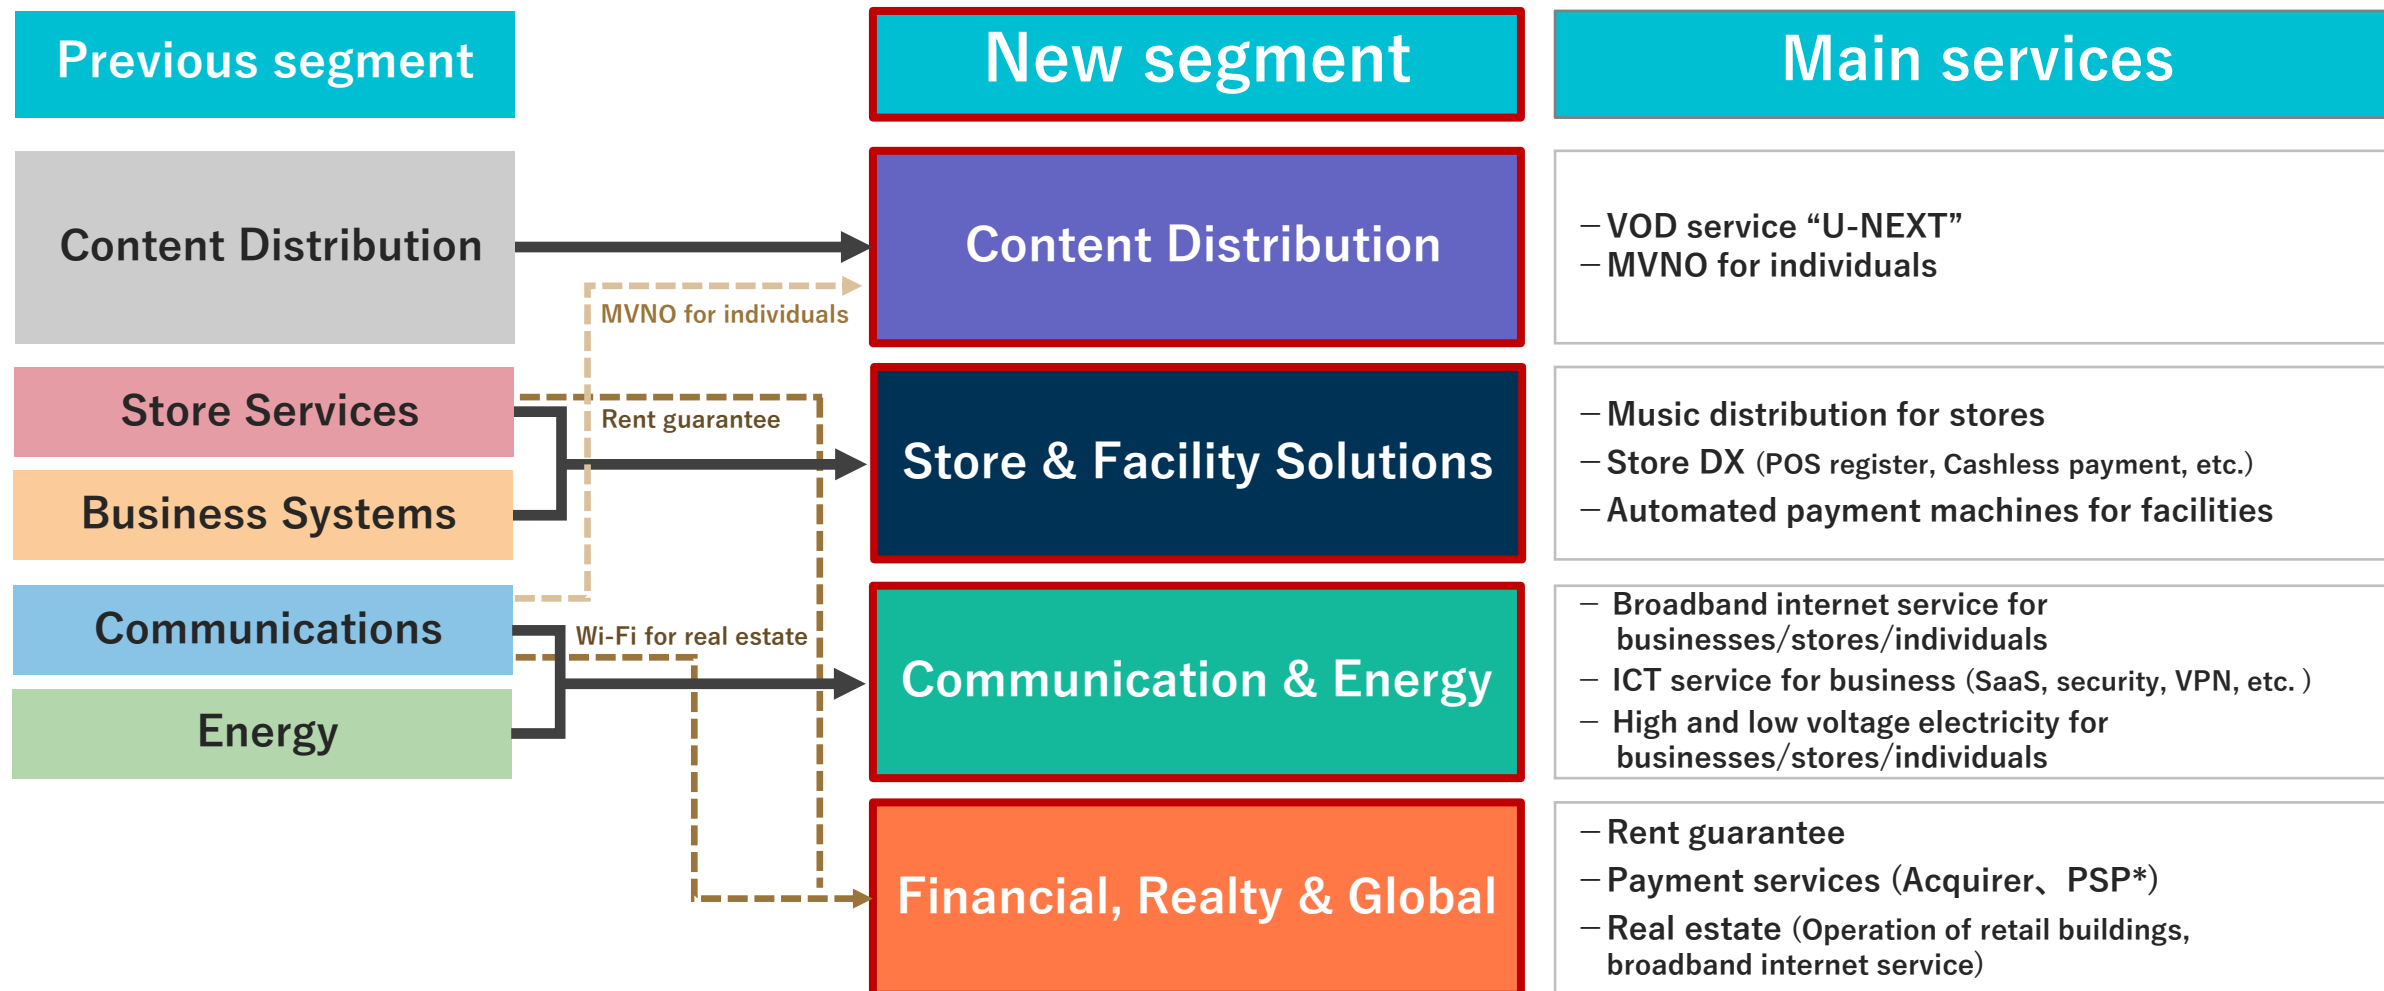 Previous segment
New segment
Main services
Content Distribution
Content Distribution
– VOD service “U-NEXT”
– MVNO for individuals
MVNO for individuals
Store Services
Rent guarantee
Business Systems
Store & Facility Solutions
– Music distribution for stores
– Store DX (POS register, Cashless payment, etc.)
– Automated payment machines for facilities
Communications
Wi-Fi for real estate
Energy
Communication & Energy
– Broadband internet service for
businesses/stores/individuals
– ICT service for business (SaaS, security, VPN, etc. )
– High and low voltage electricity for
businesses/stores/individuals
Financial, Realty & Global
– Rent guarantee
– Payment services (Acquirer、PSP*)
– Real estate (Operation of retail buildings,
broadband internet service)